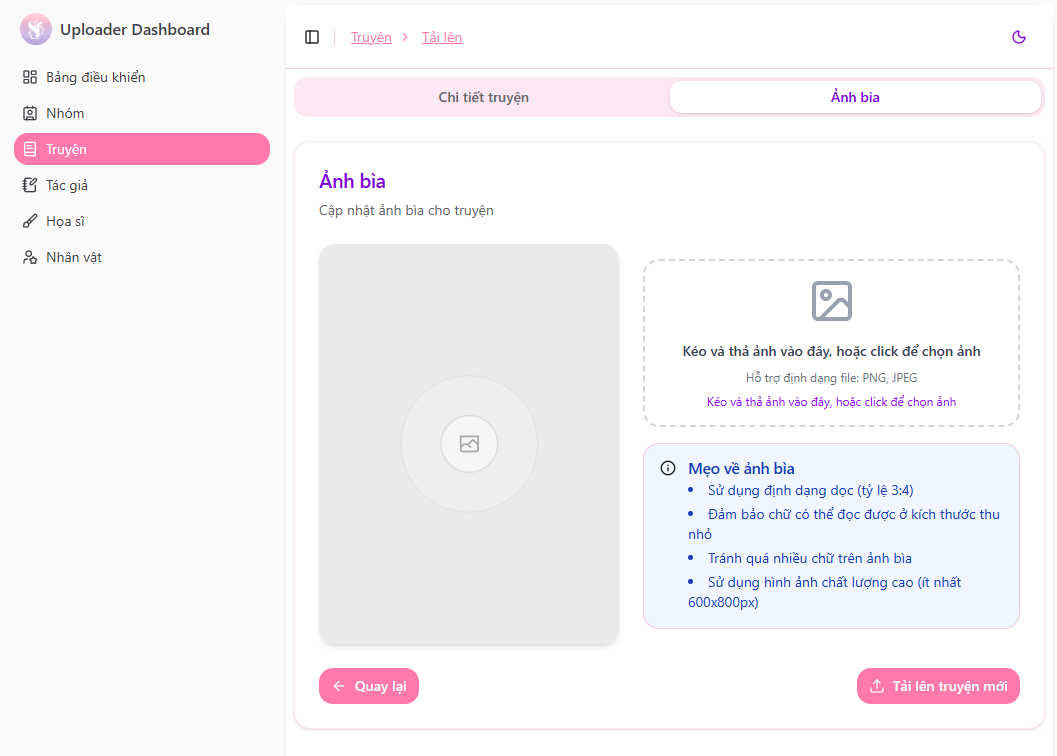 Uploader Dashboard
Bảng điều khiển
Nhóm
Truyện
Tác giả
Họa sĩ
Nhân vật
Truyện > Tải lên
Chi tiết truyện
Ảnh bìa
Ảnh bìa
Cập nhật ảnh bìa cho truyện
Kéo và thả ảnh vào đây, hoặc click để chọn ảnh
Hỗ trợ định dạng file: PNG, JPEG
Kéo và thả ảnh vào đây, hoặc click để chọn ảnh
Mẹo về ảnh bìa
• Sử dụng định dạng dọc (tỷ lệ 3:4)
• Đảm bảo chữ có thể đọc được ở kích thước thu
nhỏ
• Tránh quá nhiều chữ trên ảnh bìa
• Sử dụng hình ảnh chất lượng cao (ít nhất
600x800px)
Quay lại
Tải lên truyện mới